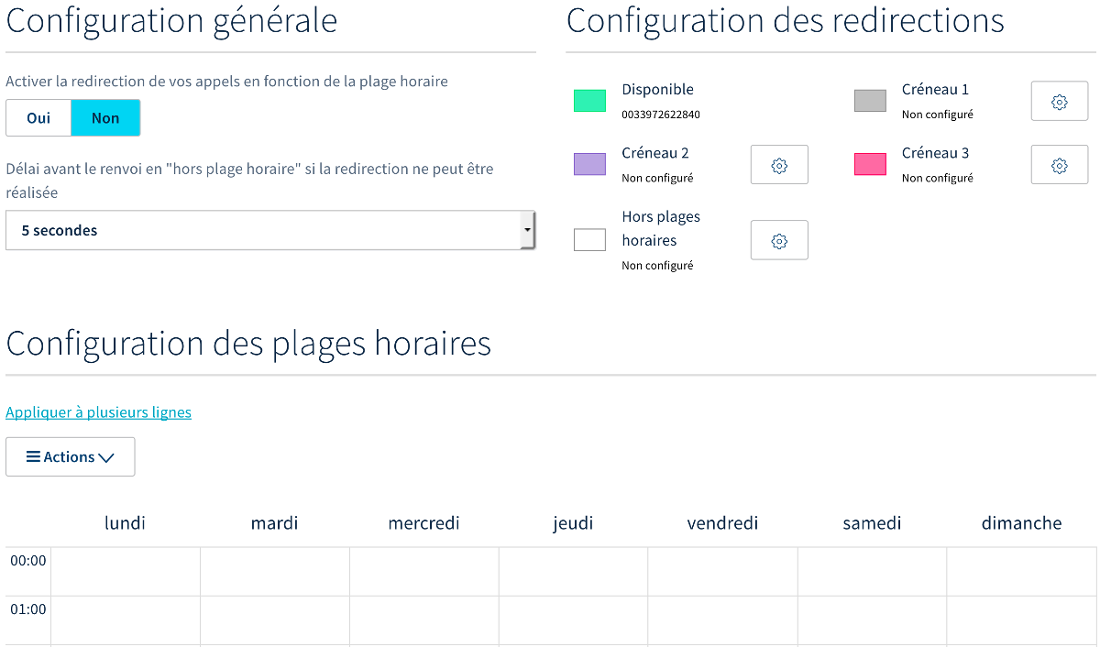 Configuration générale
Activer la redirection de vos appels en fonction de la plage horaire
Oui
Non
Délai avant le renvoi en "hors plage horaire" si la redirection ne peut être
réalisée
5 secondes
Configuration des redirections
Disponible
0033972622840
Créneau 1
Non configuré
Créneau 2
Non configuré
Créneau 3
Non configuré
Hors plages
horaires
Non configuré
Configuration des plages horaires
Appliquer à plusieurs lignes
Actions
lundi
mardi
mercredi
jeudi
vendredi
samedi
dimanche
00:00
01:00